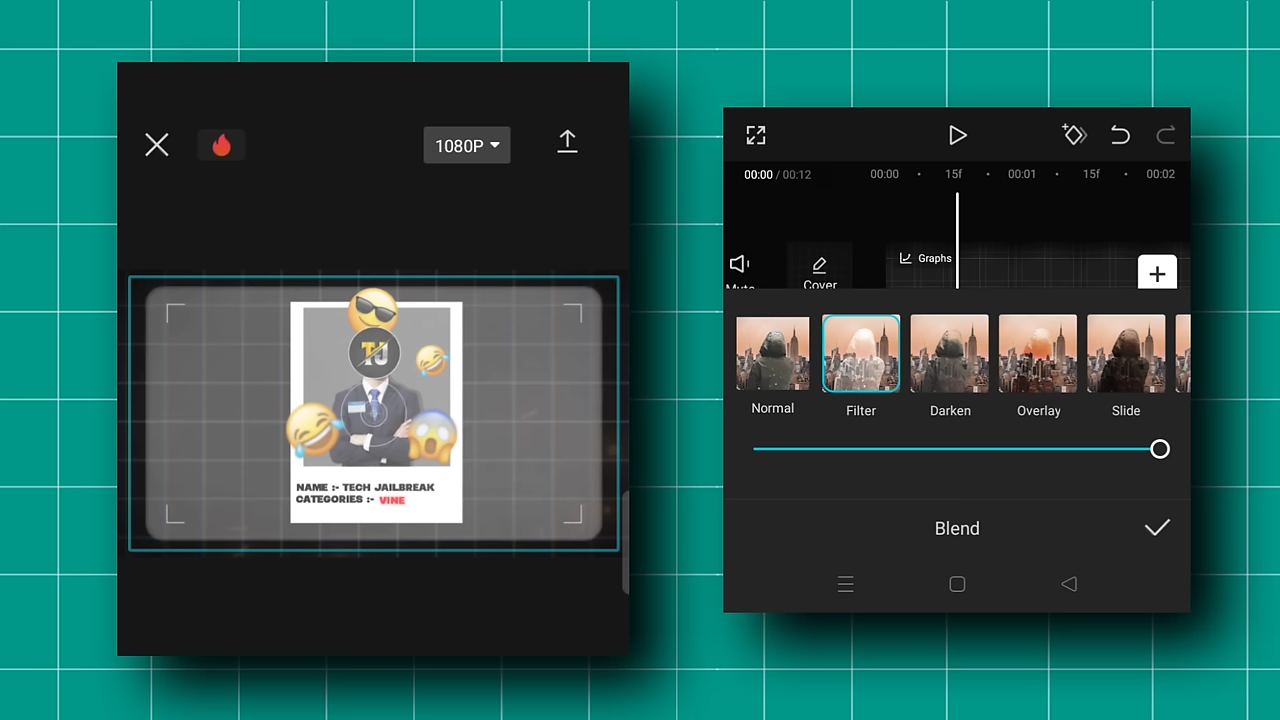 1080P
TJ
NAME :- TECH JAILBREAK
CATEGORIES :- VINE
00:00 / 00:12
00:00 • 15f • 00:01 • 15f • 00:02
Graphs
Mute
Cover
Normal
Filter
Darken
Overlay
Slide
Blend